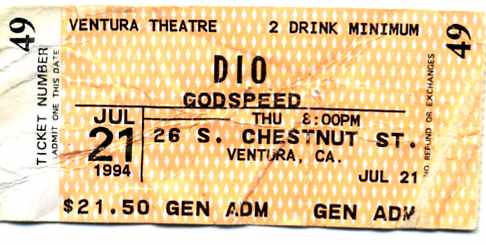 VENTURA THEATRE 2 DRINK MINIMUM
DIO
GODSPEED
JUL THU 8:00PM
21 26 S. CHESTNUT ST.
1994 VENTURA, CA.
JUL 21
$21.50 GEN ADM GEN ADM
49
TICKET NUMBER
ADMIT ONE THIS DATE
49
NO REFUND OR EXCHANGES